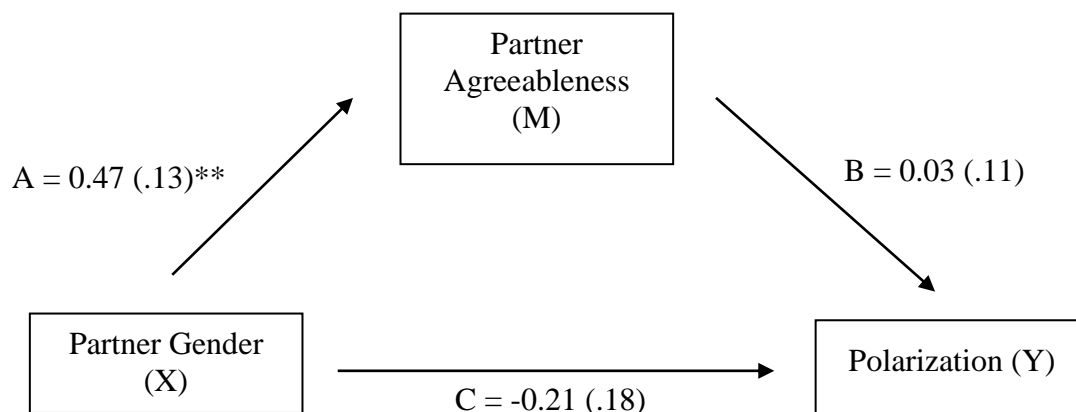 Partner
Agreeableness
(M)
A = 0.47 (.13)**
B = 0.03 (.11)
Partner Gender
(X)
Polarization (Y)
C = -0.21 (.18)